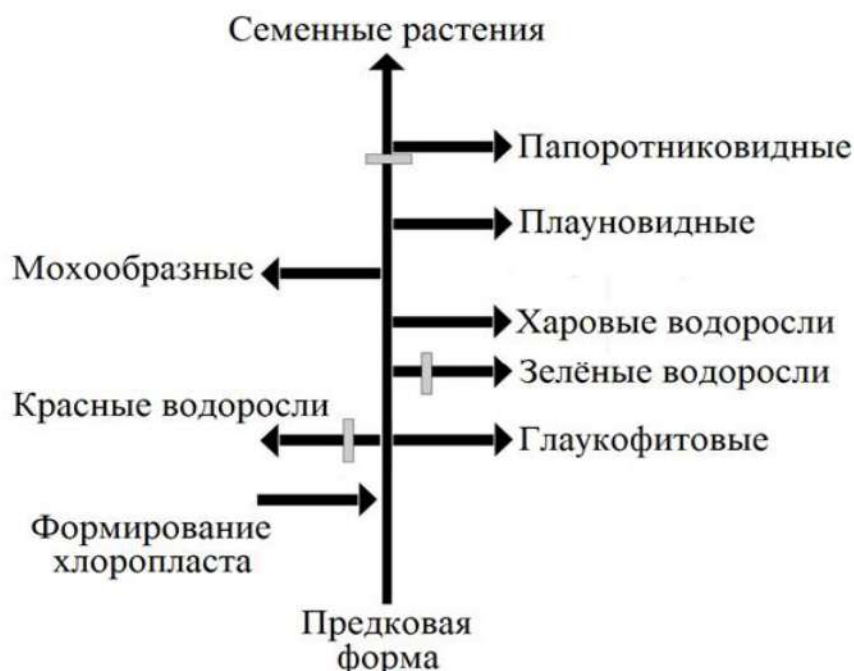 Семенные растения
Папоротниковидные
Плауновидные
Мохообразные
Харовые водоросли
Зелёные водоросли
Красные водоросли
Глаукофитовые
Формирование
хлоропласта
Предковая
форма